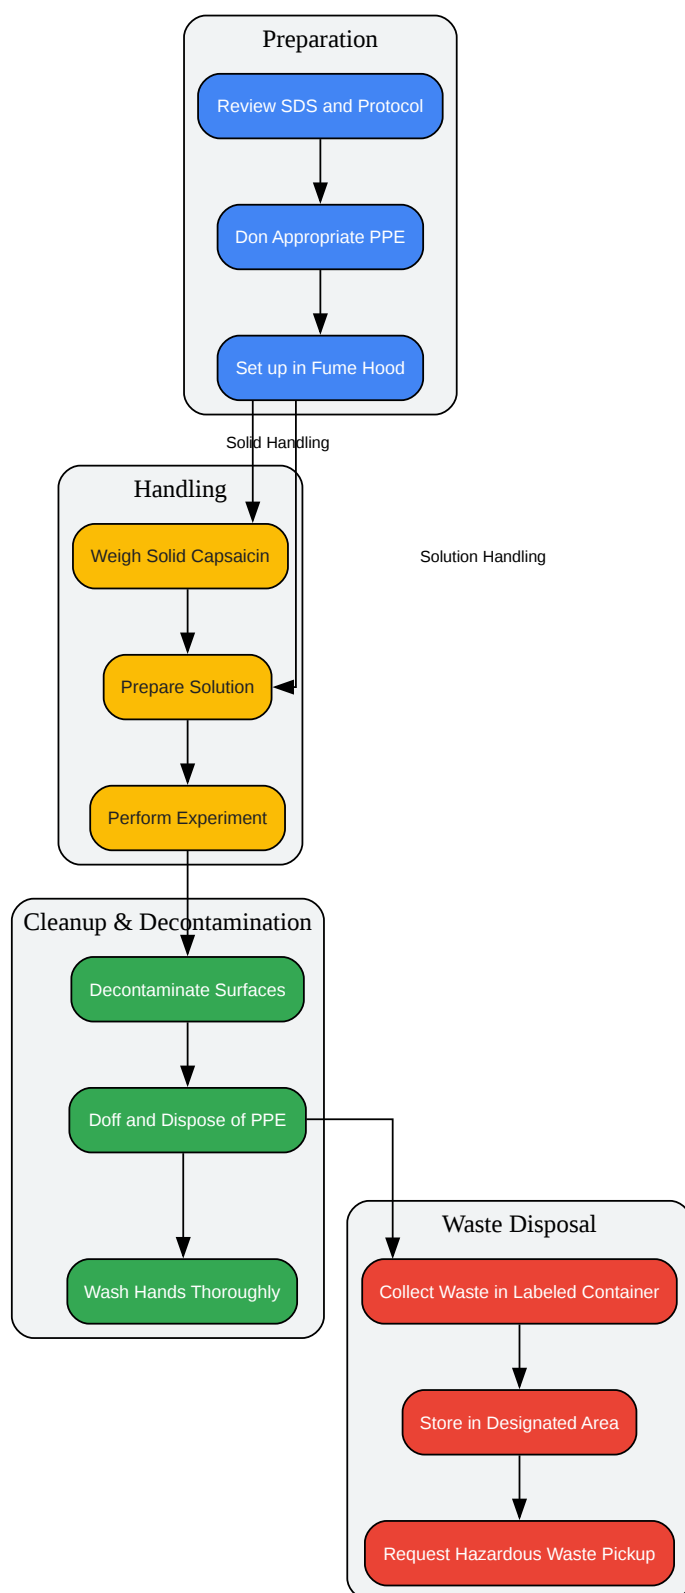 Preparation
Review SDS and Protocol
Don Appropriate PPE
Set up in Fume Hood
Solid Handling
Handling
Weigh Solid Capsaicin
Solution Handling
Prepare Solution
Perform Experiment
Cleanup & Decontamination
Decontaminate Surfaces
Doff and Dispose of PPE
Waste Disposal
Wash Hands Thoroughly
Collect Waste in Labeled Container
Store in Designated Area
Request Hazardous Waste Pickup